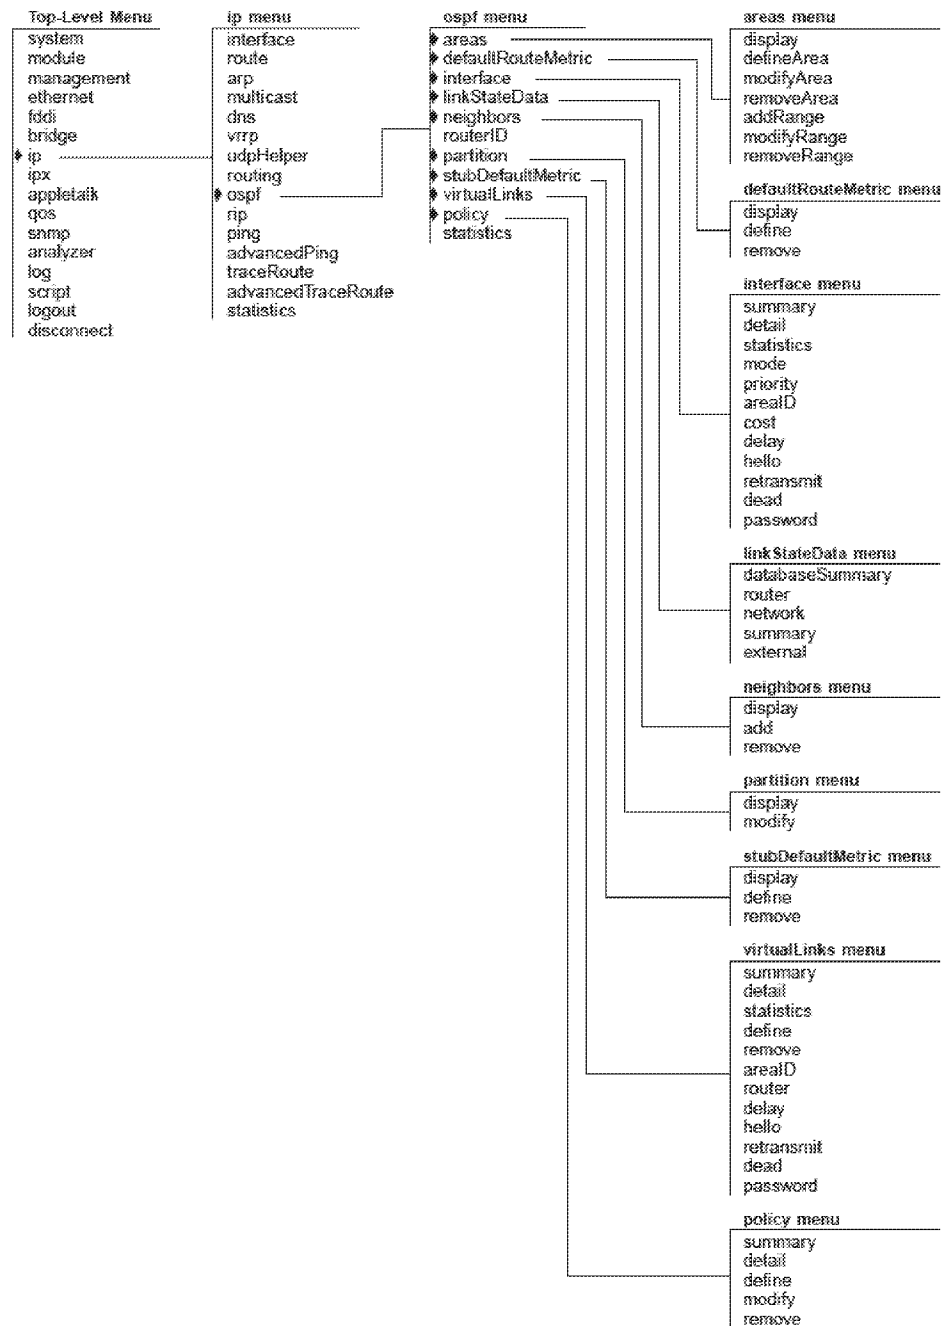 Top-Level Menu
system
module
management
ethernet
fddi
bridge
ip
ipx
appletalk
qos
snmp
analyzer
log
script
logout
disconnect
ip menu
interface
route
arp
multicast
dns
vrrp
udpHelper
routing
ospf
rip
ping
advancedPing
traceRoute
advancedTraceRoute
statistics
ospf menu
areas
defaultRouteMetric
interface
linkStateData
neighbors
routerID
partition
stubDefaultMetric
virtualLinks
policy
statistics
areas menu
display
defineArea
modifyArea
removeArea
addRange
modifyRange
removeRange
defaultRouteMetric menu
display
define
remove
interface menu
summary
detail
statistics
mode
priority
areaID
cost
delay
hello
retransmit
dead
password
linkStateData menu
databaseSummary
router
network
summary
external
neighbors menu
display
add
remove
partition menu
display
modify
stubDefaultMetric menu
display
define
remove
virtualLinks menu
summary
detail
statistics
define
remove
areaID
router
delay
hello
retransmit
dead
password
policy menu
summary
detail
define
modify
remove